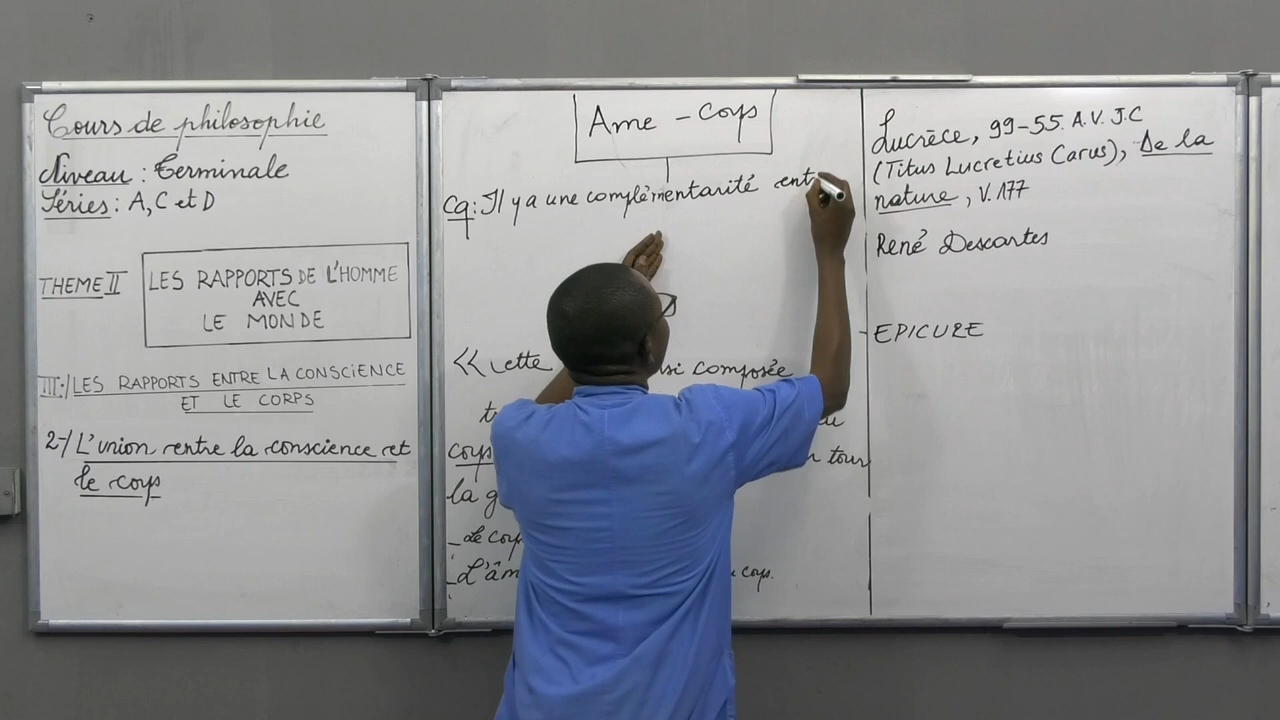 Cours de philosophie
Niveau : Terminale
Séries : A, C et D
THEME II
LES RAPPORTS DE L'HOMME
AVEC
LE MONDE
III:/ LES RAPPORTS ENTRE LA CONSCIENCE
ET LE CORPS
2-/ L'union entre la conscience et
le corps
Ame - Corps
Cq : Il y a une complémentarité ent
<< Cette composée
corps tour
la g
- Le corp
- L'âm corps.
Lucrèce, 99-55. A.V. J.C
(Titus Lucretius Carus), De la
nature, V. 177
René Descartes
- EPICURE